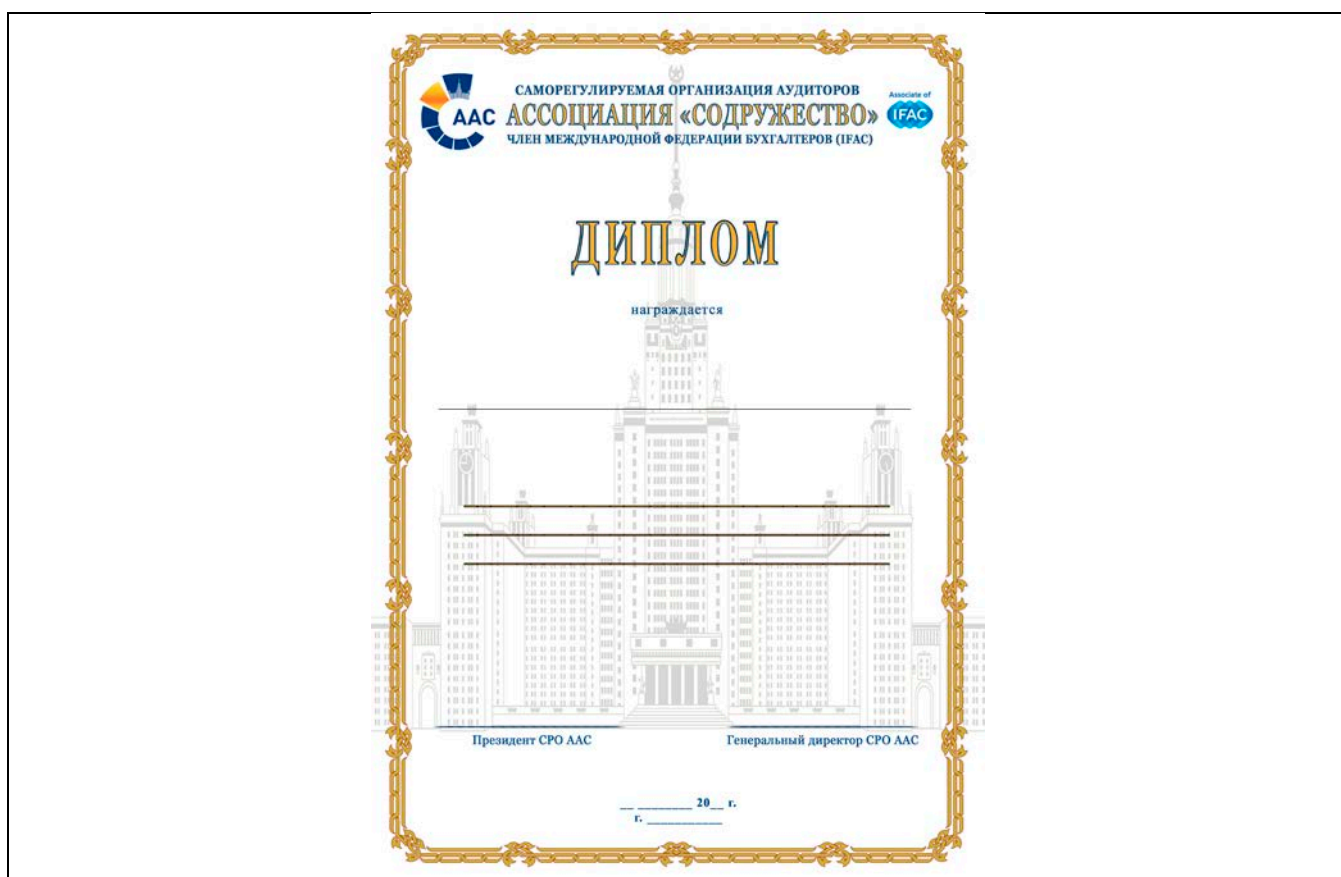 САМОРЕГУЛИРУЕМАЯ ОРГАНИЗАЦИЯ АУДИТОРОВ
ААС АССОЦИАЦИЯ «СОДРУЖЕСТВО» Associate of IFAC
ЧЛЕН МЕЖДУНАРОДНОЙ ФЕДЕРАЦИИ БУХГАЛТЕРОВ (IFAC)
ДИПЛОМ
награждается
Президент СРО ААС Генеральный директор СРО ААС
__ ________ 20__ г.
г. ___________